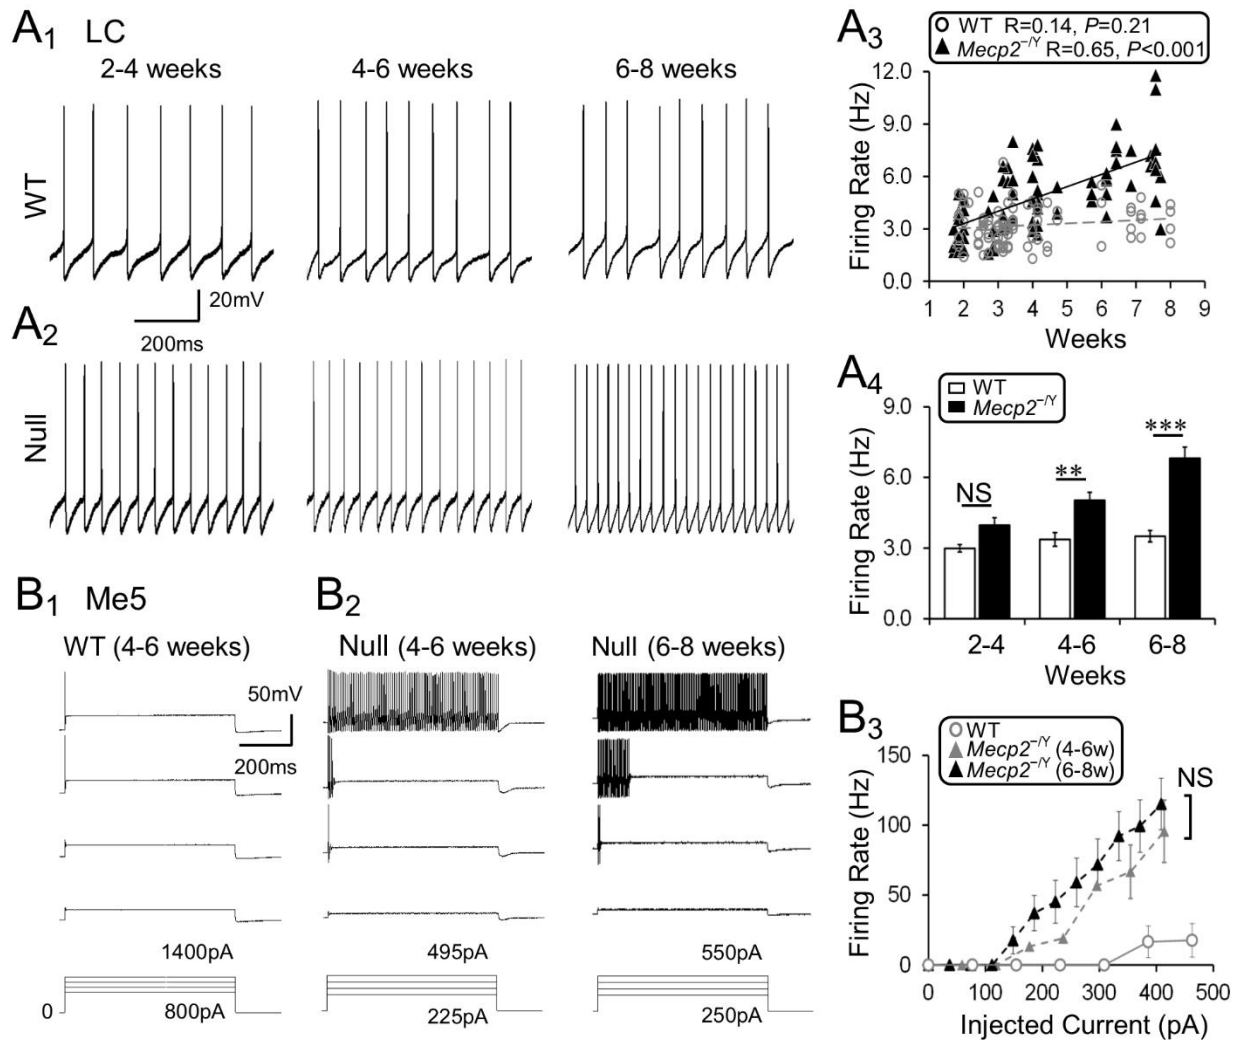 A1 LC
2-4 weeks
4-6 weeks
6-8 weeks
WT
20mV
200ms
A2
Null
A3
WT R=0.14, P=0.21
Mecp2−/Y R=0.65, P<0.001
12.0
9.0
6.0
3.0
0.0
Firing Rate (Hz)
1 2 3 4 5 6 7 8 9
Weeks
A4
WT
Mecp2−/Y
9.0
6.0
3.0
0.0
Firing Rate (Hz)
NS
**
***
2-4 4-6 6-8
Weeks
B1 Me5
WT (4-6 weeks)
50mV
200ms
1400pA
800pA
0
B2
Null (4-6 weeks)
495pA
225pA
Null (6-8 weeks)
550pA
250pA
B3
WT
Mecp2−/Y (4-6w)
Mecp2−/Y (6-8w)
150
100
50
0
Firing Rate (Hz)
NS
0 100 200 300 400 500
Injected Current (pA)